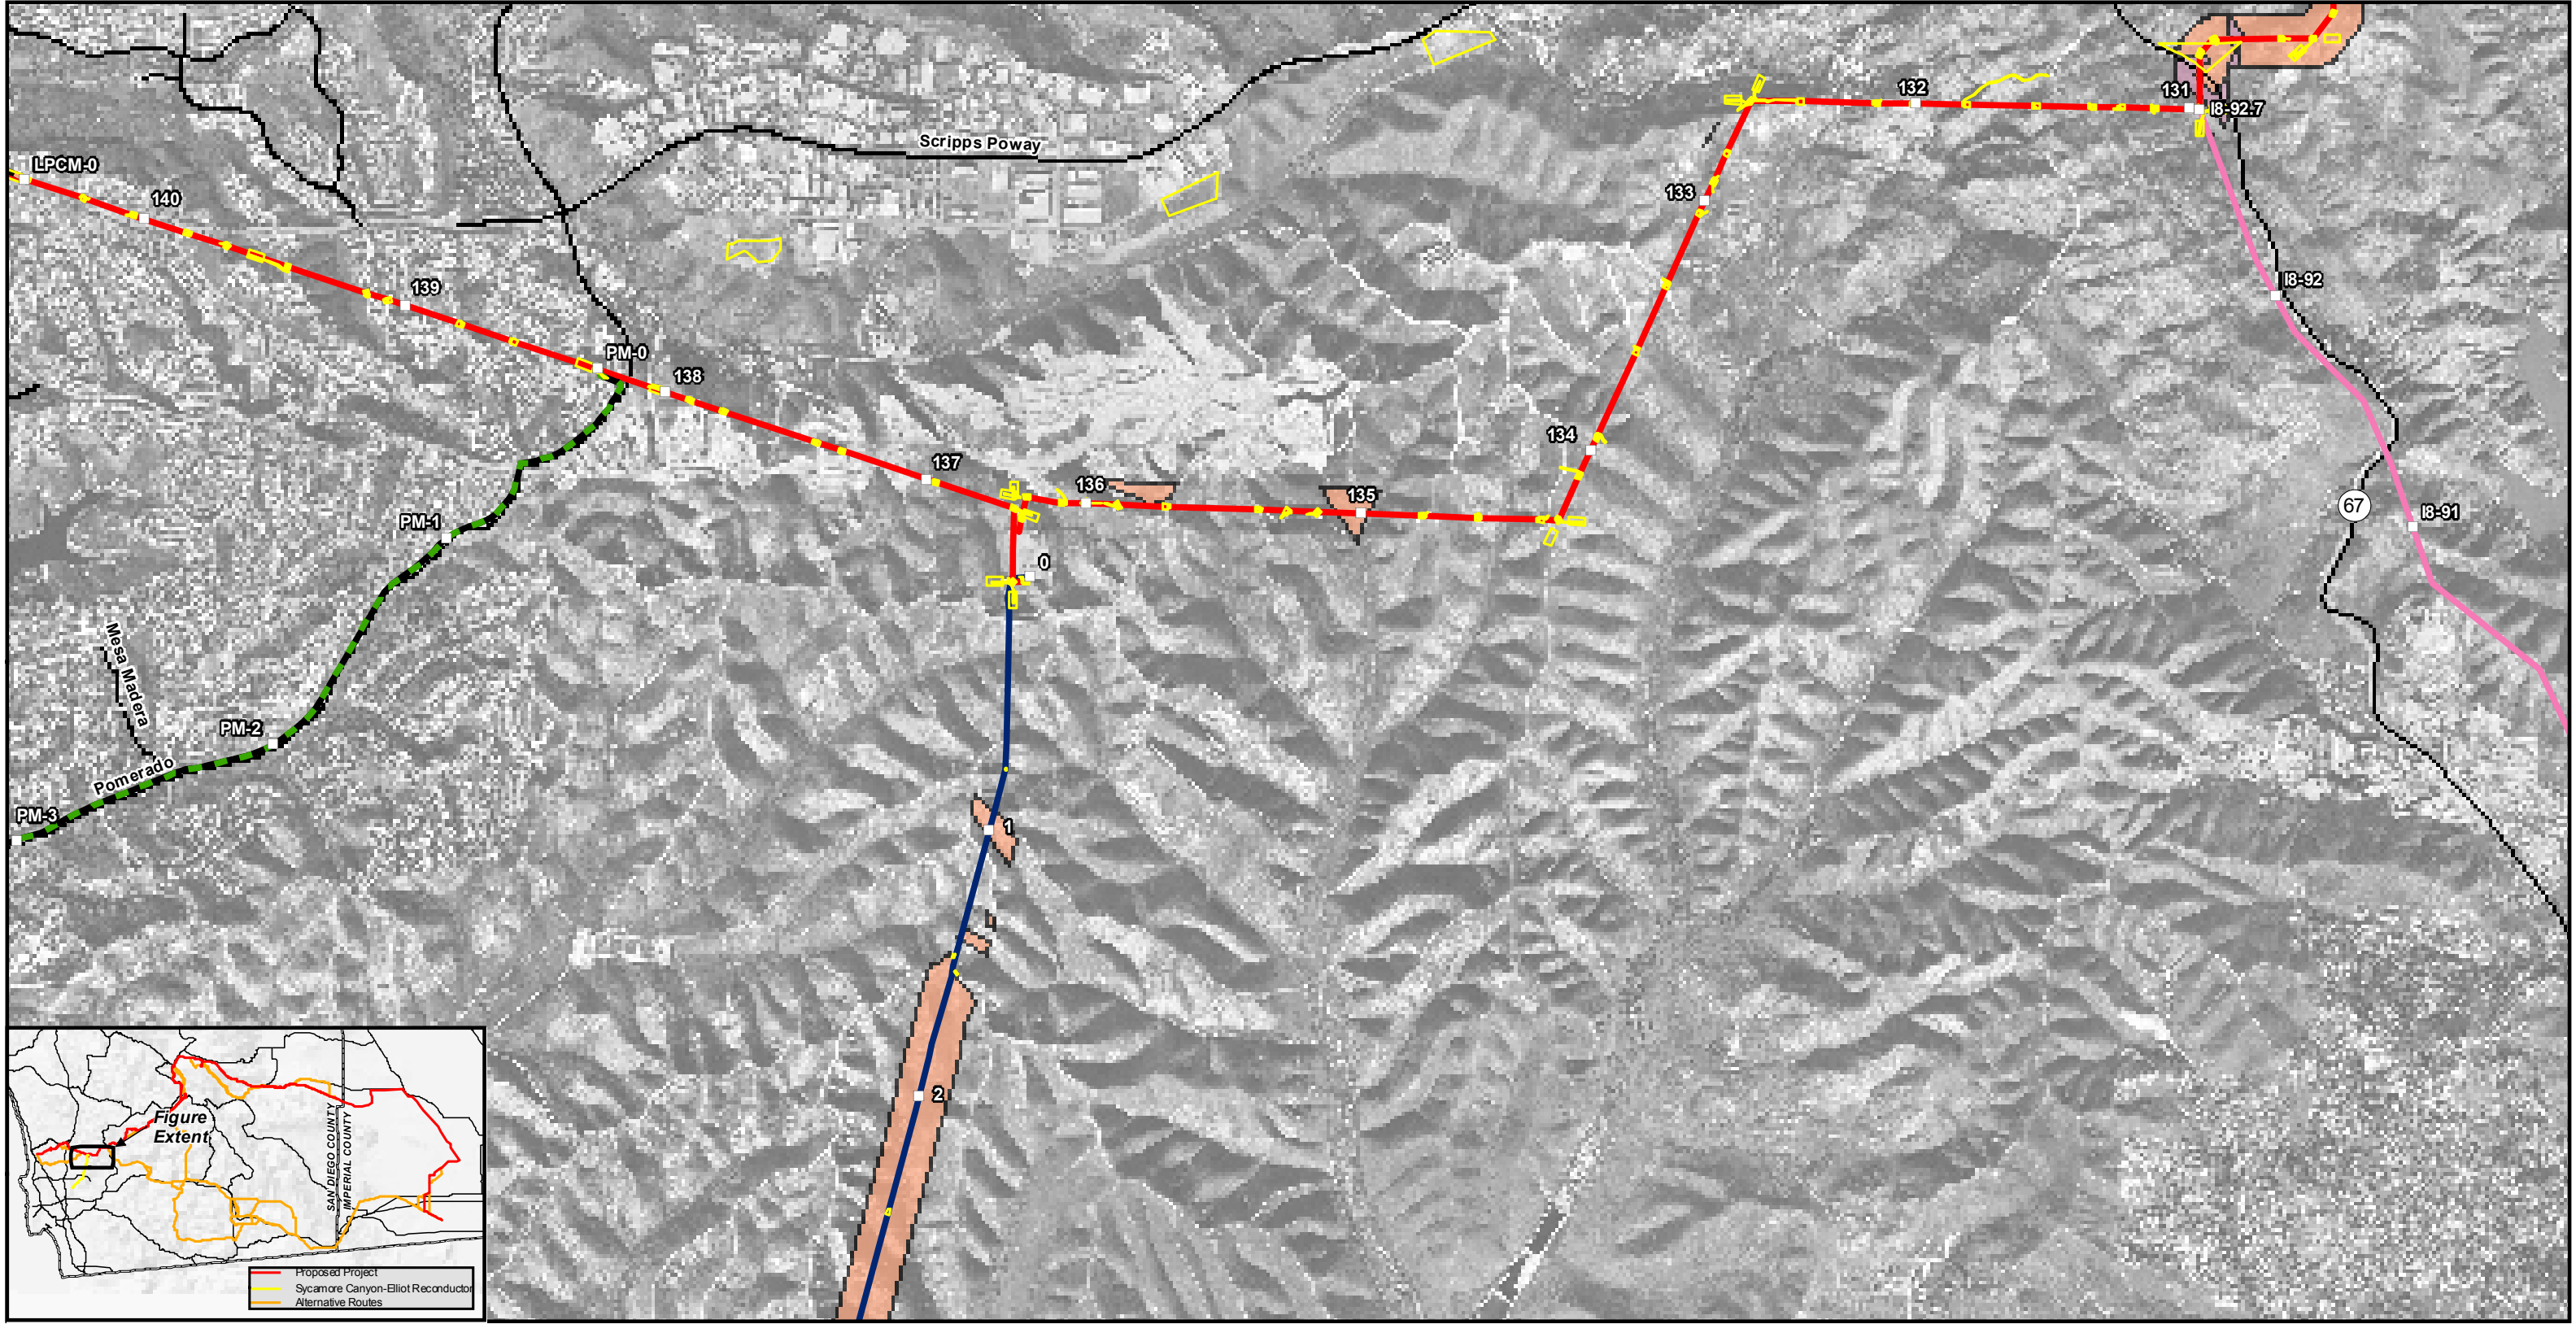 132
131
I8-92.7
Scripps Poway
LPCM-0
140
133
I8-92
139
PM-0
138
134
137
136
135
67
I8-91
PM-1
0
Mesa Madera
PM-2
Pomerado
PM-3
1
2
Figure
Extent
SAN DIEGO COUNTY
IMPERIAL COUNTY
Proposed Project
Sycamore Canyon-Elliot Reconductor
Alternative Routes